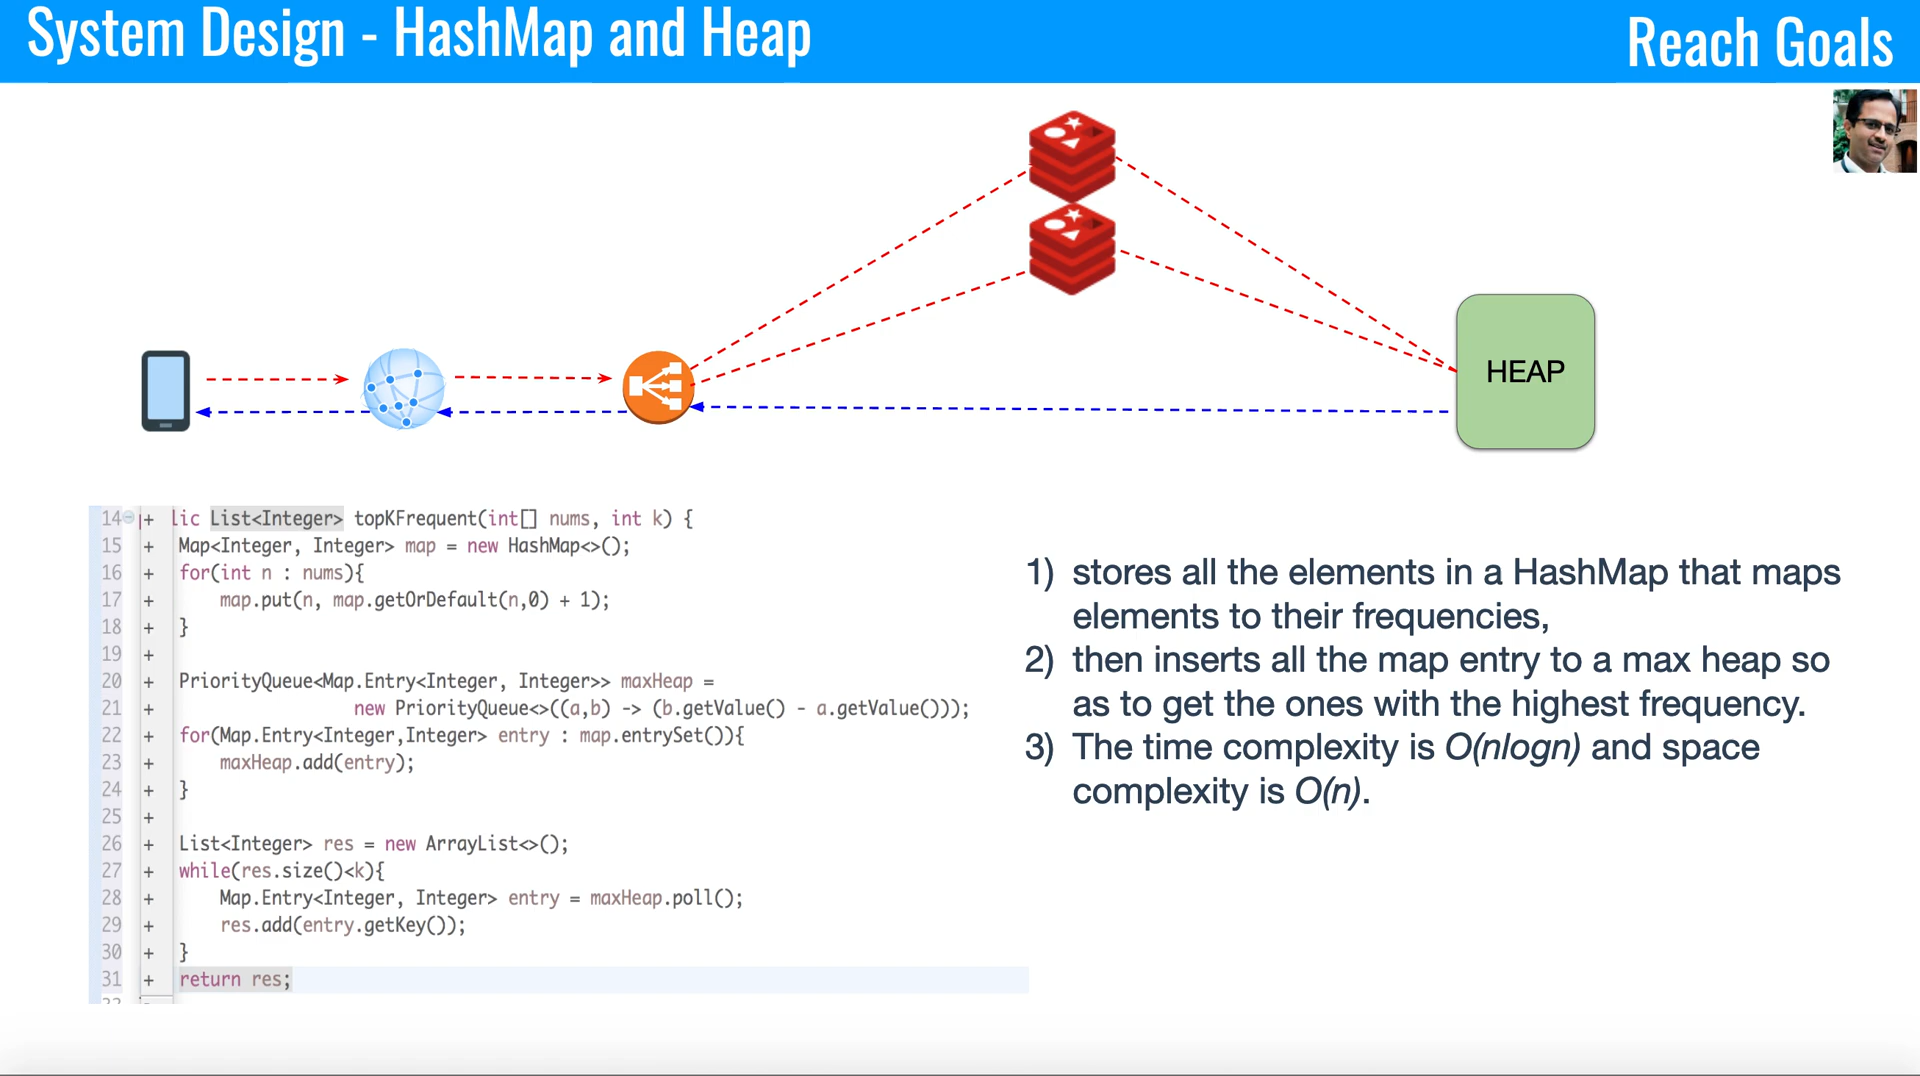 System Design - HashMap and Heap
Reach Goals
HEAP
14 + lic List<Integer> topKFrequent(int[] nums, int k) {
15 + Map<Integer, Integer> map = new HashMap<>();
16 + for(int n : nums){
17 + map.put(n, map.getOrDefault(n,0) + 1);
18 + }
19 +
20 + PriorityQueue<Map.Entry<Integer, Integer>> maxHeap =
21 + new PriorityQueue<>((a,b) -> (b.getValue() - a.getValue()));
22 + for(Map.Entry<Integer,Integer> entry : map.entrySet()){
23 + maxHeap.add(entry);
24 + }
25 +
26 + List<Integer> res = new ArrayList<>();
27 + while(res.size()<k){
28 + Map.Entry<Integer, Integer> entry = maxHeap.poll();
29 + res.add(entry.getKey());
30 + }
31 + return res;
1) stores all the elements in a HashMap that maps
elements to their frequencies,
2) then inserts all the map entry to a max heap so
as to get the ones with the highest frequency.
3) The time complexity is O(nlogn) and space
complexity is O(n).